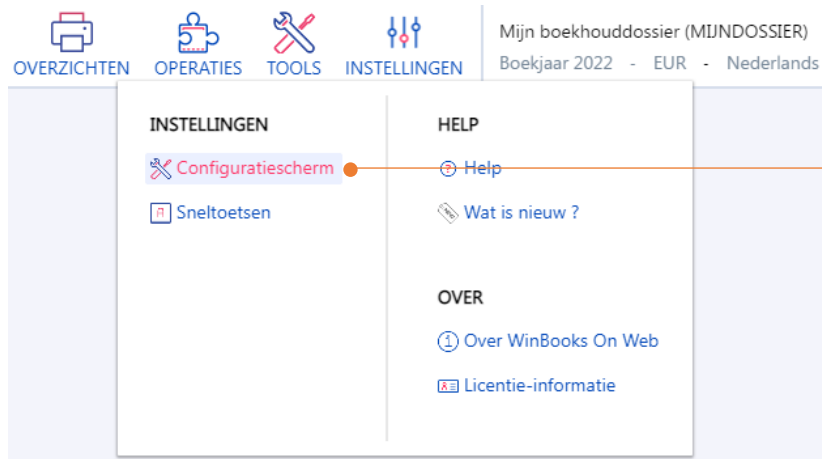 OVERZICHTEN OPERATIES TOOLS INSTELLINGEN
Mijn boekhouddossier (MIJNDOSSIER)
Boekjaar 2022 - EUR - Nederlands
INSTELLINGEN
Configuratiescherm
Sneltoetsen
HELP
Help
Wat is nieuw ?
OVER
Over WinBooks On Web
Licentie-informatie